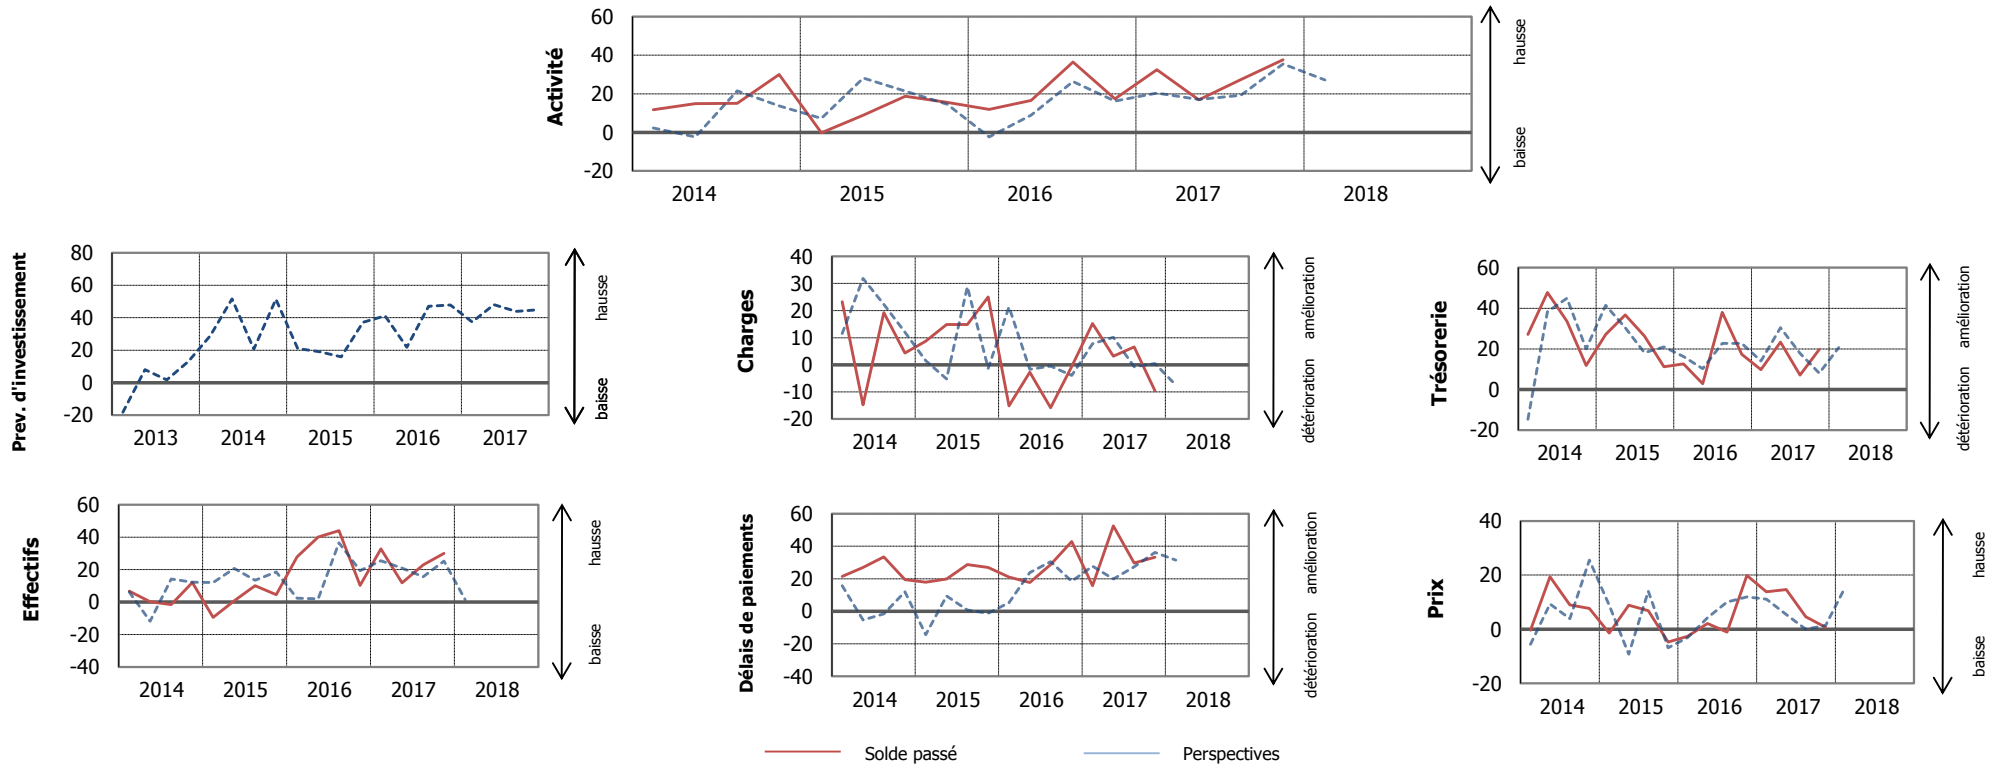 Activité
60
40
20
0
-20
2014 2015 2016 2017 2018
hausse
baisse
Prev. d'investissement
80
60
40
20
0
-20
2013 2014 2015 2016 2017
hausse
baisse
Charges
40
30
20
10
0
-10
-20
2014 2015 2016 2017 2018
amélioration
détérioration
Trésorerie
60
40
20
0
-20
2014 2015 2016 2017 2018
amélioration
détérioration
Effectifs
60
40
20
0
-20
-40
2014 2015 2016 2017 2018
hausse
baisse
Délais de paiements
60
40
20
0
-20
-40
2014 2015 2016 2017 2018
amélioration
détérioration
Prix
40
20
0
-20
2014 2015 2016 2017 2018
hausse
baisse
Solde passé Perspectives